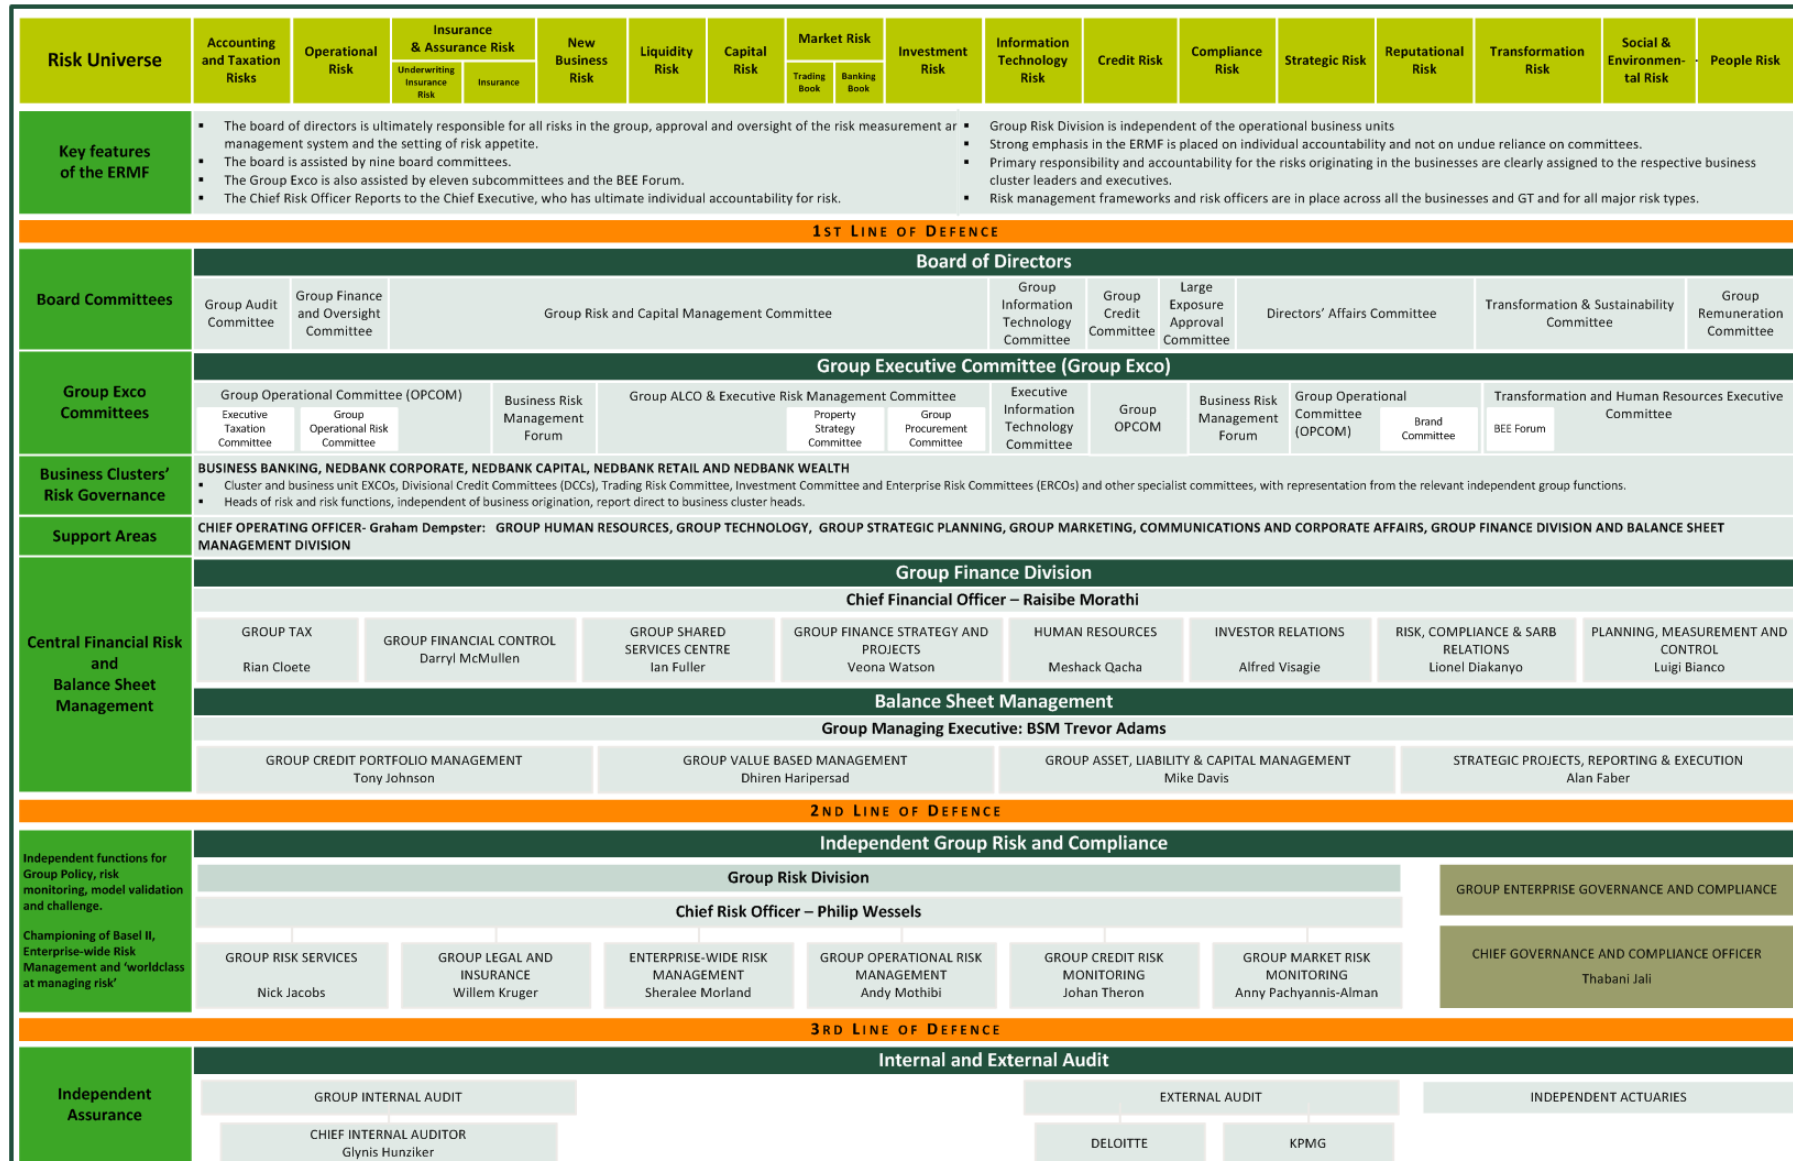 Risk Universe
Accounting
and Taxation
Risks
Operational
Risk
Insurance
& Assurance Risk
Underwriting
Insurance
Risk
Insurance
New
Business
Risk
Liquidity
Risk
Capital
Risk
Market Risk
Trading
Book
Banking
Book
Investment
Risk
Information
Technology
Risk
Credit Risk
Compliance
Risk
Strategic Risk
Reputational
Risk
Transformation
Risk
Social &
Environmen-
tal Risk
People Risk
Key features
of the ERMF
▪ The board of directors is ultimately responsible for all risks in the group, approval and oversight of the risk measurement ar
management system and the setting of risk appetite.
▪ The board is assisted by nine board committees.
▪ The Group Exco is also assisted by eleven subcommittees and the BEE Forum.
▪ The Chief Risk Officer Reports to the Chief Executive, who has ultimate individual accountability for risk.
▪ Group Risk Division is independent of the operational business units
▪ Strong emphasis in the ERMF is placed on individual accountability and not on undue reliance on committees.
▪ Primary responsibility and accountability for the risks originating in the businesses are clearly assigned to the respective business
cluster leaders and executives.
▪ Risk management frameworks and risk officers are in place across all the businesses and GT and for all major risk types.
1ST LINE OF DEFENCE
Board Committees
Board of Directors
Group Audit
Committee
Group Finance
and Oversight
Committee
Group Risk and Capital Management Committee
Group
Information
Technology
Committee
Group
Credit
Committee
Large
Exposure
Approval
Committee
Directors' Affairs Committee
Transformation & Sustainability
Committee
Group
Remuneration
Committee
Group Exco
Committees
Group Executive Committee (Group Exco)
Group Operational Committee (OPCOM)
Executive
Taxation
Committee
Group
Operational Risk
Committee
Business Risk
Management
Forum
Group ALCO & Executive Risk Management Committee
Property
Strategy
Committee
Group
Procurement
Committee
Executive
Information
Technology
Committee
Group
OPCOM
Business Risk
Management
Forum
Group Operational
Committee
(OPCOM)
Brand
Committee
Transformation and Human Resources Executive
Committee
BEE Forum
Business Clusters'
Risk Governance
BUSINESS BANKING, NEDBANK CORPORATE, NEDBANK CAPITAL, NEDBANK RETAIL AND NEDBANK WEALTH
▪ Cluster and business unit EXCOs, Divisional Credit Committees (DCCs), Trading Risk Committee, Investment Committee and Enterprise Risk Committees (ERCOs) and other specialist committees, with representation from the relevant independent group functions.
▪ Heads of risk and risk functions, independent of business origination, report direct to business cluster heads.
Support Areas
CHIEF OPERATING OFFICER- Graham Dempster: GROUP HUMAN RESOURCES, GROUP TECHNOLOGY, GROUP STRATEGIC PLANNING, GROUP MARKETING, COMMUNICATIONS AND CORPORATE AFFAIRS, GROUP FINANCE DIVISION AND BALANCE SHEET
MANAGEMENT DIVISION
Central Financial Risk
and
Balance Sheet
Management
Group Finance Division
Chief Financial Officer – Raisibe Morathi
GROUP TAX
Rian Cloete
GROUP FINANCIAL CONTROL
Darryl McMullen
GROUP SHARED
SERVICES CENTRE
Ian Fuller
GROUP FINANCE STRATEGY AND
PROJECTS
Veona Watson
HUMAN RESOURCES
Meshack Qacha
INVESTOR RELATIONS
Alfred Visagie
RISK, COMPLIANCE & SARB
RELATIONS
Lionel Diakanyo
PLANNING, MEASUREMENT AND
CONTROL
Luigi Bianco
Balance Sheet Management
Group Managing Executive: BSM Trevor Adams
GROUP CREDIT PORTFOLIO MANAGEMENT
Tony Johnson
GROUP VALUE BASED MANAGEMENT
Dhiren Haripersad
GROUP ASSET, LIABILITY & CAPITAL MANAGEMENT
Mike Davis
STRATEGIC PROJECTS, REPORTING & EXECUTION
Alan Faber
2ND LINE OF DEFENCE
Independent functions for
Group Policy, risk
monitoring, model validation
and challenge.
Championing of Basel II,
Enterprise-wide Risk
Management and 'worldclass
at managing risk'
Independent Group Risk and Compliance
Group Risk Division
Chief Risk Officer – Philip Wessels
GROUP RISK SERVICES
Nick Jacobs
GROUP LEGAL AND
INSURANCE
Willem Kruger
ENTERPRISE-WIDE RISK
MANAGEMENT
Sheralee Morland
GROUP OPERATIONAL RISK
MANAGEMENT
Andy Mothibi
GROUP CREDIT RISK
MONITORING
Johan Theron
GROUP MARKET RISK
MONITORING
Anny Pachyannis-Alman
GROUP ENTERPRISE GOVERNANCE AND COMPLIANCE
CHIEF GOVERNANCE AND COMPLIANCE OFFICER
Thabani Jali
3RD LINE OF DEFENCE
Independent
Assurance
Internal and External Audit
GROUP INTERNAL AUDIT
CHIEF INTERNAL AUDITOR
Glynis Hunziker
EXTERNAL AUDIT
DELOITTE
KPMG
INDEPENDENT ACTUARIES